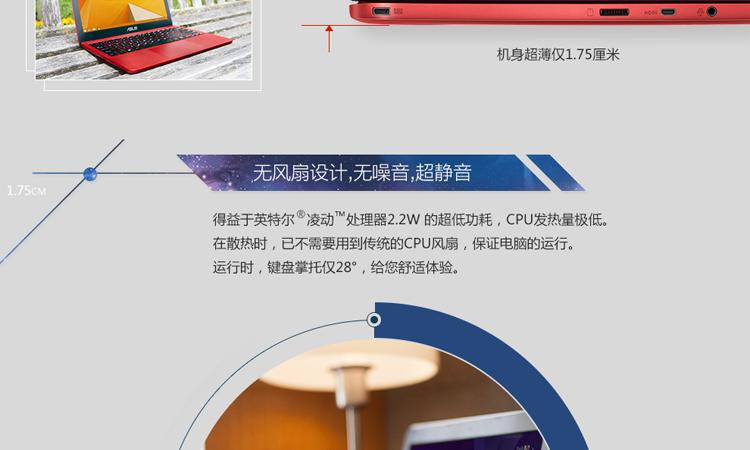 ASUS
机身超薄仅1.75厘米
1.75CM
无风扇设计,无噪音,超静音
得益于英特尔®凌动™处理器2.2W 的超低功耗，CPU发热量极低。
在散热时，已不需要用到传统的CPU风扇，保证电脑的运行。
运行时，键盘掌托仅28°，给您舒适体验。